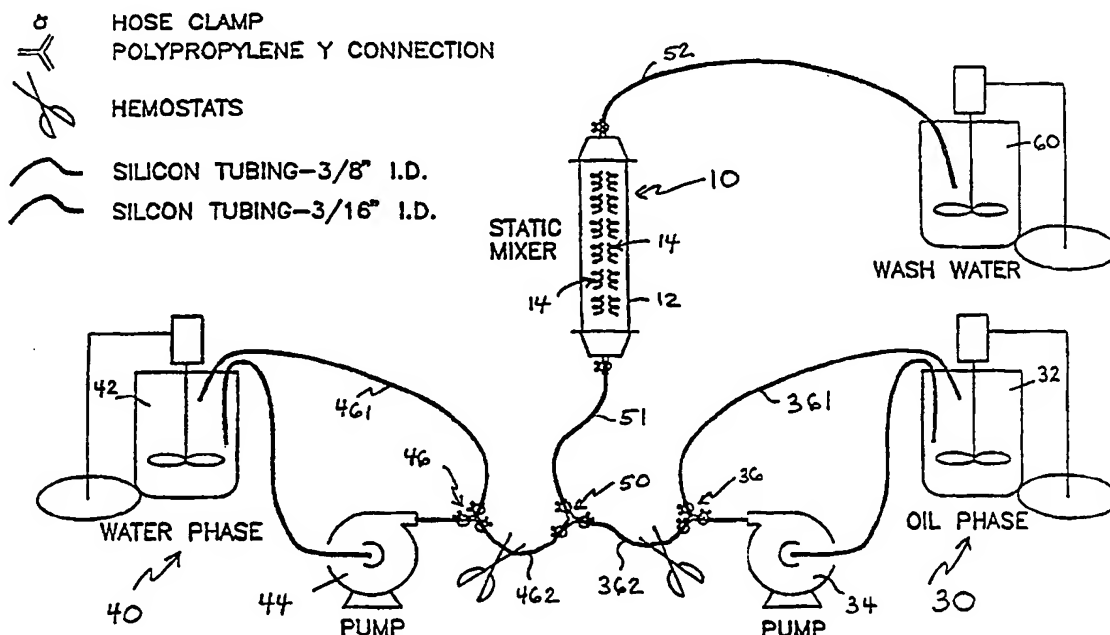 HOSE CLAMP
POLYPROPYLENE Y CONNECTION
HEMOSTATS
SILICON TUBING-3/8" I.D.
SILCON TUBING-3/16" I.D.
52
60
10
STATIC
MIXER
14
14
12
WASH WATER
42
461
51
361
32
46
50
36
WATER PHASE
OIL PHASE
40
44
462
362
34
30
PUMP
PUMP